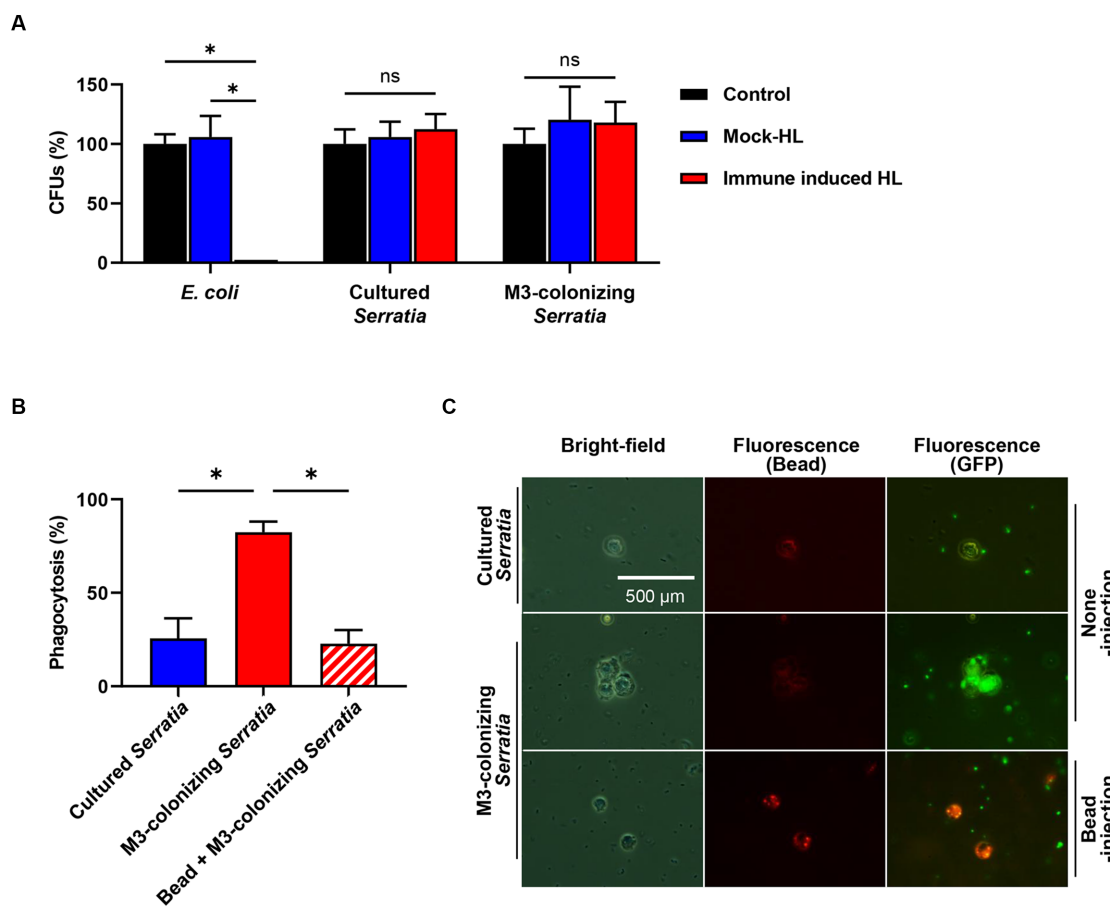 A
*
*
ns
ns
150
100
50
0
CFUs (%)
E. coli
Cultured
Serratia
M3-colonizing
Serratia
Control
Mock-HL
Immune induced HL
B
*
*
100
50
0
Phagocytosis (%)
Cultured Serratia
M3-colonizing Serratia
Bead + M3-colonizing Serratia
C
Bright-field
Fluorescence
(Bead)
Fluorescence
(GFP)
Cultured
Serratia
500 µm
M3-colonizing
Serratia
None
-injection
Bead
-injection